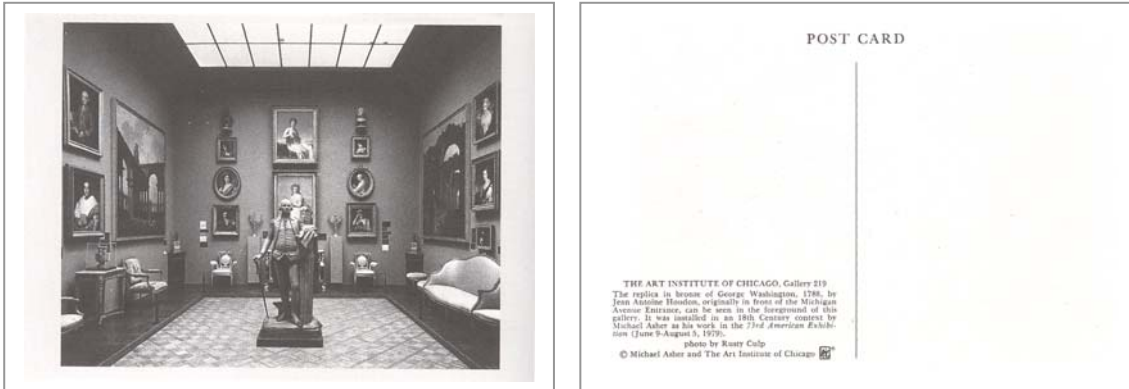 POST CARD
THE ART INSTITUTE OF CHICAGO, Gallery 219
The replica in bronze of George Washington, 1788, by
Jean Antoine Houdon, originally in front of the Michigan
Avenue Entrance, can be seen in the foreground of this
gallery. It was installed in an 18th Century context by
Michael Asher as his work in the 73rd American Exhibi-
tion (June 9-August 5, 1979).
photo by Rusty Culp
© Michael Asher and The Art Institute of Chicago